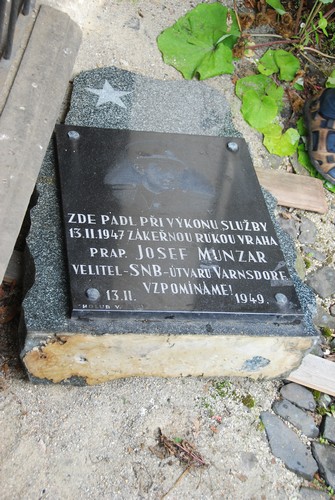 ZDE PADL PŘI VÝKONU SLUŽBY
13.11.1947 ZÁKEŘNOU RUKOU VRAHA
PRAP. JOSEF MUNZAR
VELITEL-SNB-ÚTVARU VARNSDORF.
VZPOMÍNÁME!
13.11. 1949.